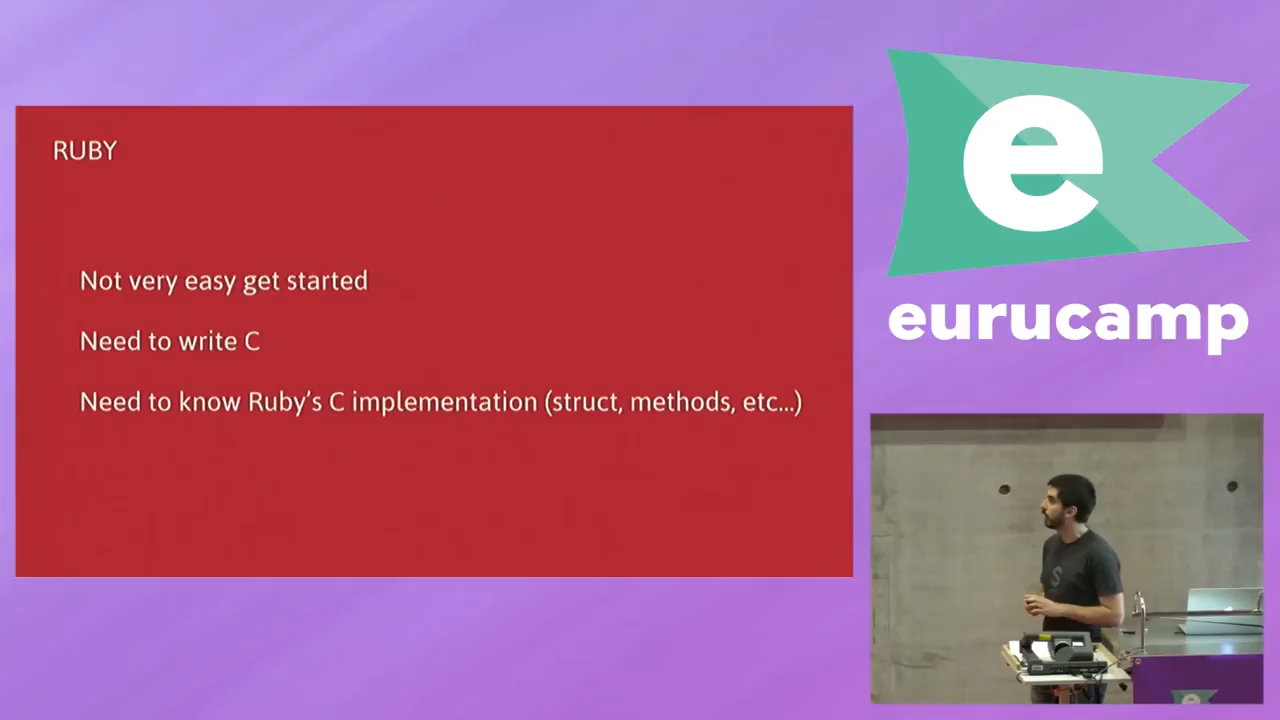 RUBY
Not very easy get started
Need to write C
Need to know Ruby’s C implementation (struct, methods, etc...)
e
eurucamp
S
e